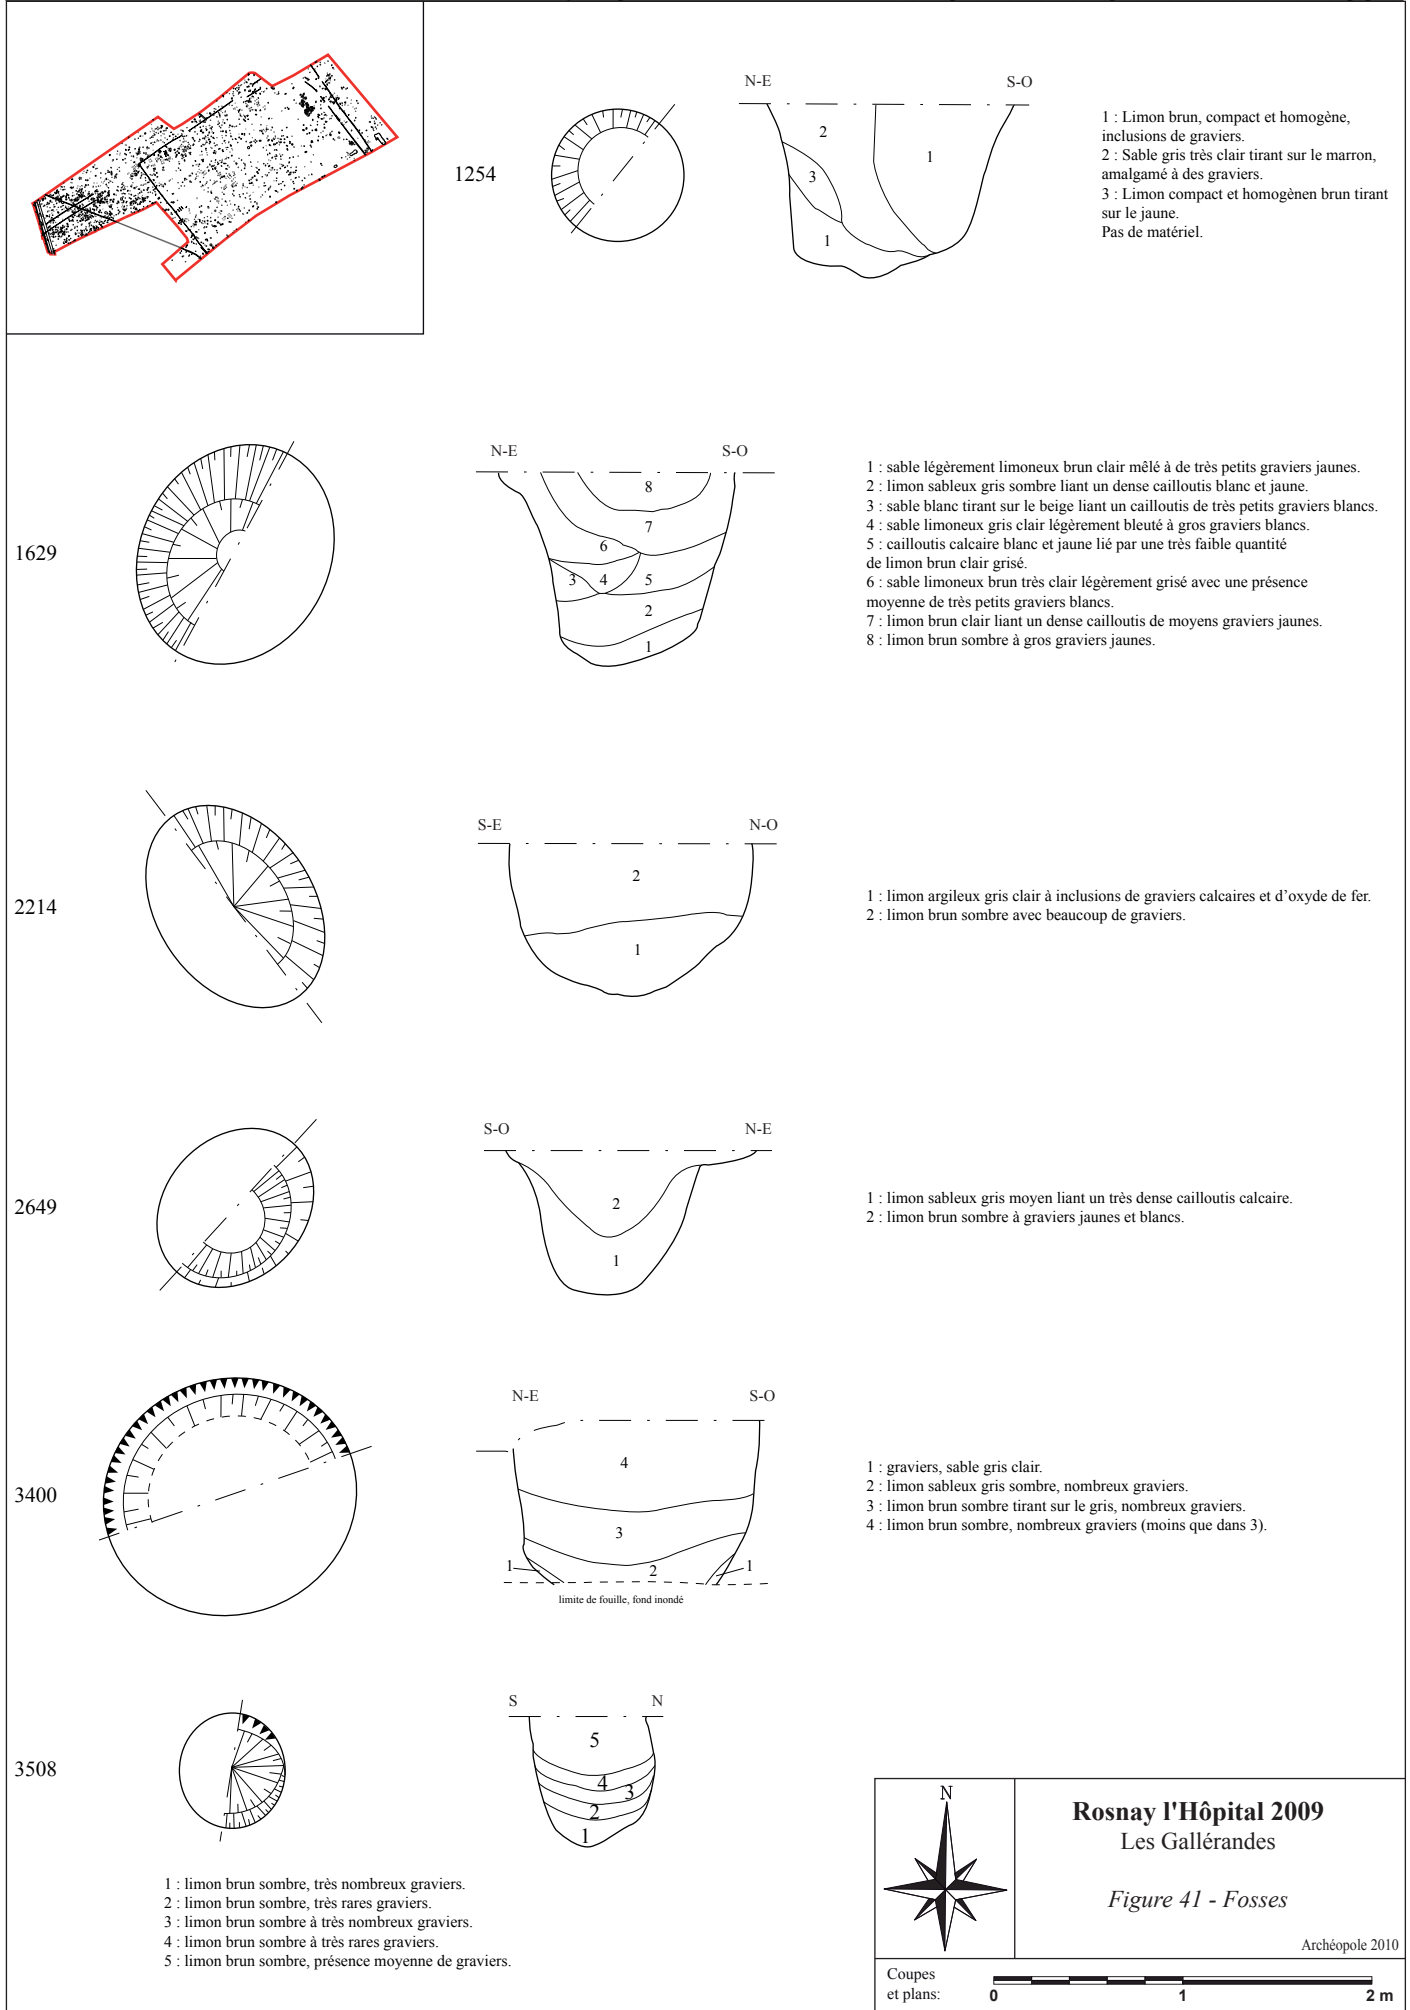 1254
N-E
S-O
2
1
3
1
1 : Limon brun, compact et homogène,
inclusions de graviers.
2 : Sable gris très clair tirant sur le marron,
amalgamé à des graviers.
3 : Limon compact et homogènen brun tirant
sur le jaune.
Pas de matériel.
1629
N-E
S-O
8
7
6
3
4
5
2
1
1 : sable légèrement limoneux brun clair mêlé à de très petits graviers jaunes.
2 : limon sableux gris sombre liant un dense cailloutis blanc et jaune.
3 : sable blanc tirant sur le beige liant un cailloutis de très petits graviers blancs.
4 : sable limoneux gris clair légèrement bleuté à gros graviers blancs.
5 : cailloutis calcaire blanc et jaune lié par une très faible quantité
de limon brun clair grisé.
6 : sable limoneux brun très clair légèrement grisé avec une présence
moyenne de très petits graviers blancs.
7 : limon brun clair liant un dense cailloutis de moyens graviers jaunes.
8 : limon brun sombre à gros graviers jaunes.
2214
S-E
N-O
2
1
1 : limon argileux gris clair à inclusions de graviers calcaires et d’oxyde de fer.
2 : limon brun sombre avec beaucoup de graviers.
2649
S-O
N-E
2
1
1 : limon sableux gris moyen liant un très dense cailloutis calcaire.
2 : limon brun sombre à graviers jaunes et blancs.
3400
N-E
S-O
4
3
1
2
1
limite de fouille, fond inondé
1 : graviers, sable gris clair.
2 : limon sableux gris sombre, nombreux graviers.
3 : limon brun sombre tirant sur le gris, nombreux graviers.
4 : limon brun sombre, nombreux graviers (moins que dans 3).
3508
S
N
5
4
3
2
1
1 : limon brun sombre, très nombreux graviers.
2 : limon brun sombre, très rares graviers.
3 : limon brun sombre à très nombreux graviers.
4 : limon brun sombre à très rares graviers.
5 : limon brun sombre, présence moyenne de graviers.
N
Rosnay l'Hôpital 2009
Les Gallérandes
Figure 41 - Fosses
Archéopole 2010
Coupes
et plans:
0
1
2 m